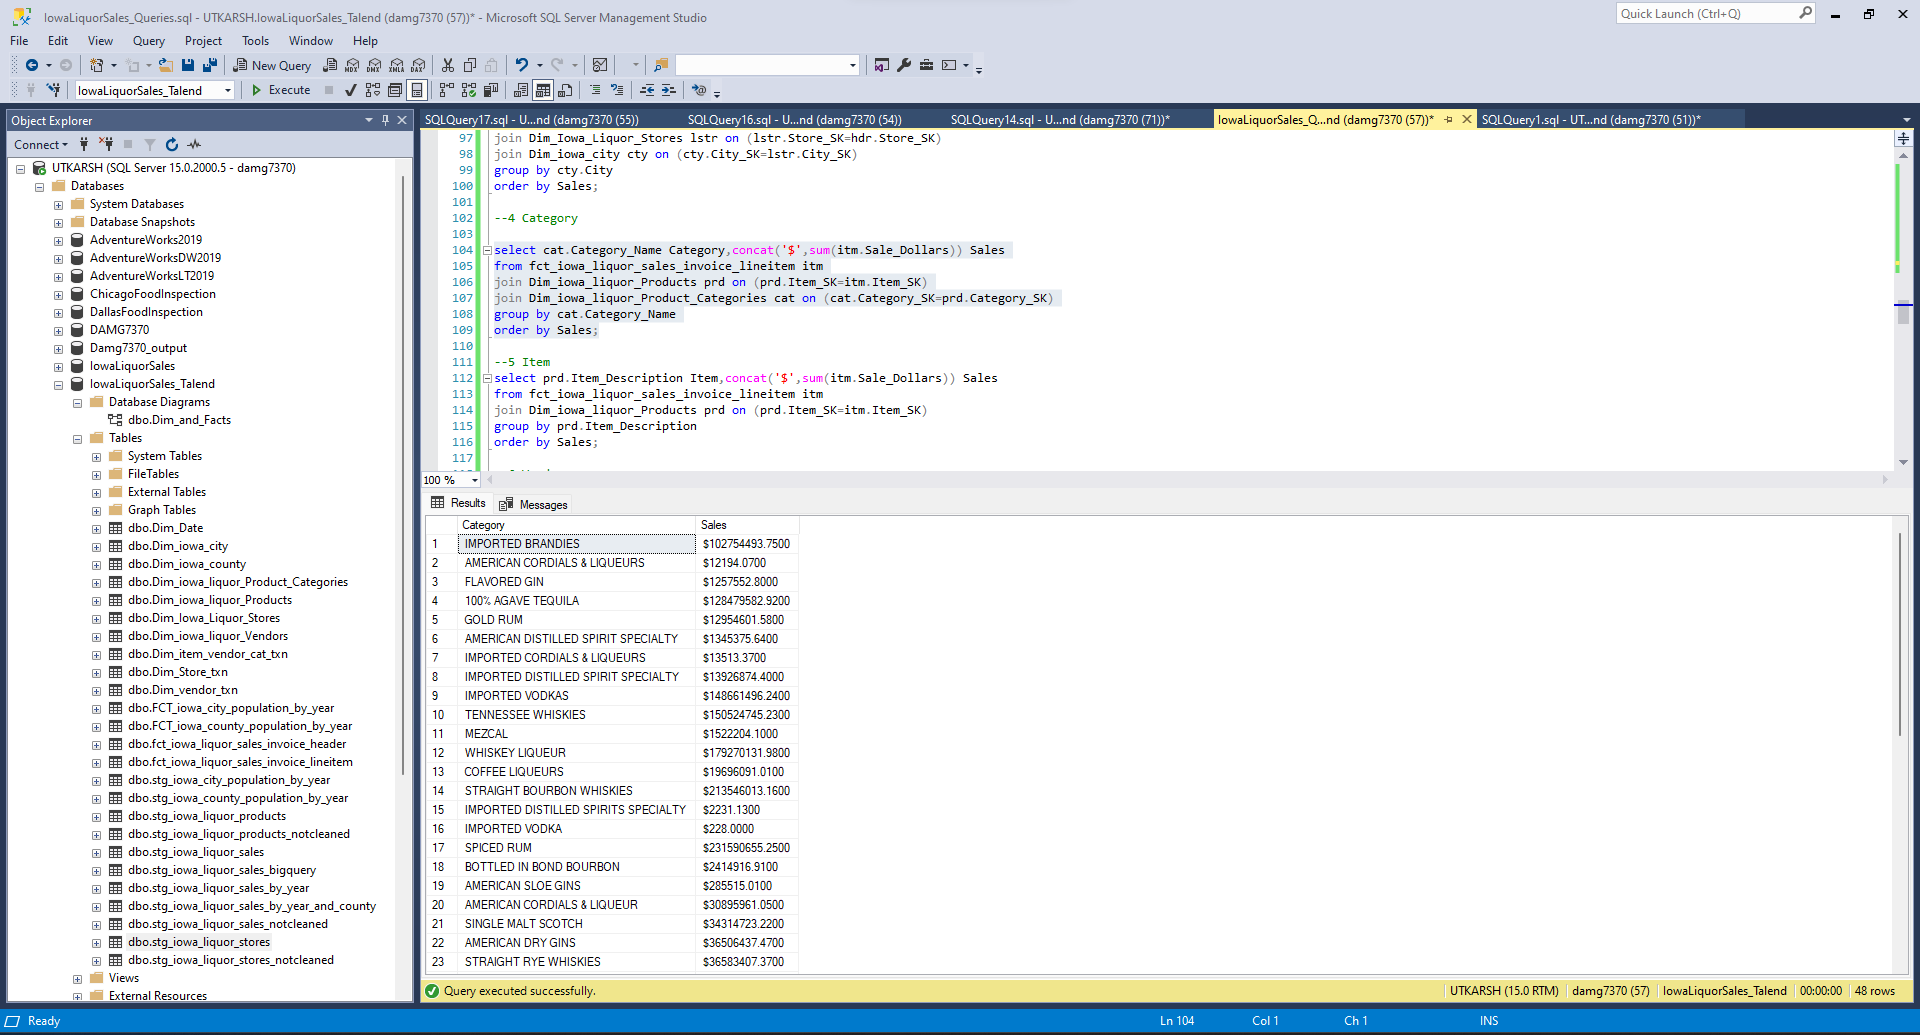 IowaLiquorSales_Queries.sql - UTKARSH.IowaLiquorSales_Talend (damg7370 (57))* - Microsoft SQL Server Management Studio
Quick Launch (Ctrl+Q)
File Edit View Query Project Tools Window Help
New Query
MDX DMX XMLA DAX
IowaLiquorSales_Talend
Execute
Object Explorer
Connect
UTKARSH (SQL Server 15.0.2000.5 - damg7370)
Databases
System Databases
Database Snapshots
AdventureWorks2019
AdventureWorksDW2019
AdventureWorksLT2019
ChicagoFoodInspection
DallasFoodInspection
DAMG7370
Damg7370_output
IowaLiquorSales
IowaLiquorSales_Talend
Database Diagrams
dbo.Dim_and_Facts
Tables
System Tables
FileTables
External Tables
Graph Tables
dbo.Dim_Date
dbo.Dim_iowa_city
dbo.Dim_iowa_county
dbo.Dim_iowa_liquor_Product_Categories
dbo.Dim_iowa_liquor_Products
dbo.Dim_Iowa_Liquor_Stores
dbo.Dim_iowa_liquor_Vendors
dbo.Dim_item_vendor_cat_txn
dbo.Dim_Store_txn
dbo.Dim_vendor_txn
dbo.FCT_iowa_city_population_by_year
dbo.FCT_iowa_county_population_by_year
dbo.fct_iowa_liquor_sales_invoice_header
dbo.fct_iowa_liquor_sales_invoice_lineitem
dbo.stg_iowa_city_population_by_year
dbo.stg_iowa_county_population_by_year
dbo.stg_iowa_liquor_products
dbo.stg_iowa_liquor_products_notcleaned
dbo.stg_iowa_liquor_sales
dbo.stg_iowa_liquor_sales_bigquery
dbo.stg_iowa_liquor_sales_by_year
dbo.stg_iowa_liquor_sales_by_year_and_county
dbo.stg_iowa_liquor_sales_notcleaned
dbo.stg_iowa_liquor_stores
dbo.stg_iowa_liquor_stores_notcleaned
Views
External Resources
SQLQuery17.sql - U...nd (damg7370 (55)) SQLQuery16.sql - U...nd (damg7370 (54)) SQLQuery14.sql - U...nd (damg7370 (71))* IowaLiquorSales_Q...nd (damg7370 (57))* SQLQuery1.sql - UT...nd (damg7370 (51))*
97 join Dim_Iowa_Liquor_Stores lstr on (lstr.Store_SK=hdr.Store_SK)
98 join Dim_iowa_city cty on (cty.City_SK=lstr.City_SK)
99 group by cty.City
100 order by Sales;
101
102 --4 Category
103
104 select cat.Category_Name Category,concat('$',sum(itm.Sale_Dollars)) Sales
105 from fct_iowa_liquor_sales_invoice_lineitem itm
106 join Dim_iowa_liquor_Products prd on (prd.Item_SK=itm.Item_SK)
107 join Dim_iowa_liquor_Product_Categories cat on (cat.Category_SK=prd.Category_SK)
108 group by cat.Category_Name
109 order by Sales;
110
111 --5 Item
112 select prd.Item_Description Item,concat('$',sum(itm.Sale_Dollars)) Sales
113 from fct_iowa_liquor_sales_invoice_lineitem itm
114 join Dim_iowa_liquor_Products prd on (prd.Item_SK=itm.Item_SK)
115 group by prd.Item_Description
116 order by Sales;
117
100 %
Results Messages
Category Sales
1 IMPORTED BRANDIES $102754493.7500
2 AMERICAN CORDIALS & LIQUEURS $12194.0700
3 FLAVORED GIN $1257552.8000
4 100% AGAVE TEQUILA $128479582.9200
5 GOLD RUM $12954601.5800
6 AMERICAN DISTILLED SPIRIT SPECIALTY $1345375.6400
7 IMPORTED CORDIALS & LIQUEURS $13513.3700
8 IMPORTED DISTILLED SPIRIT SPECIALTY $13926874.4000
9 IMPORTED VODKAS $148661496.2400
10 TENNESSEE WHISKIES $150524745.2300
11 MEZCAL $1522204.1000
12 WHISKEY LIQUEUR $179270131.9800
13 COFFEE LIQUEURS $19696091.0100
14 STRAIGHT BOURBON WHISKIES $213546013.1600
15 IMPORTED DISTILLED SPIRITS SPECIALTY $2231.1300
16 IMPORTED VODKA $228.0000
17 SPICED RUM $231590655.2500
18 BOTTLED IN BOND BOURBON $2414916.9100
19 AMERICAN SLOE GINS $285515.0100
20 AMERICAN CORDIALS & LIQUEUR $30895961.0500
21 SINGLE MALT SCOTCH $34314723.2200
22 AMERICAN DRY GINS $36506437.4700
23 STRAIGHT RYE WHISKIES $36583407.3700
Query executed successfully. UTKARSH (15.0 RTM) damg7370 (57) IowaLiquorSales_Talend 00:00:00 48 rows
Ready Ln 104 Col 1 Ch 1 INS